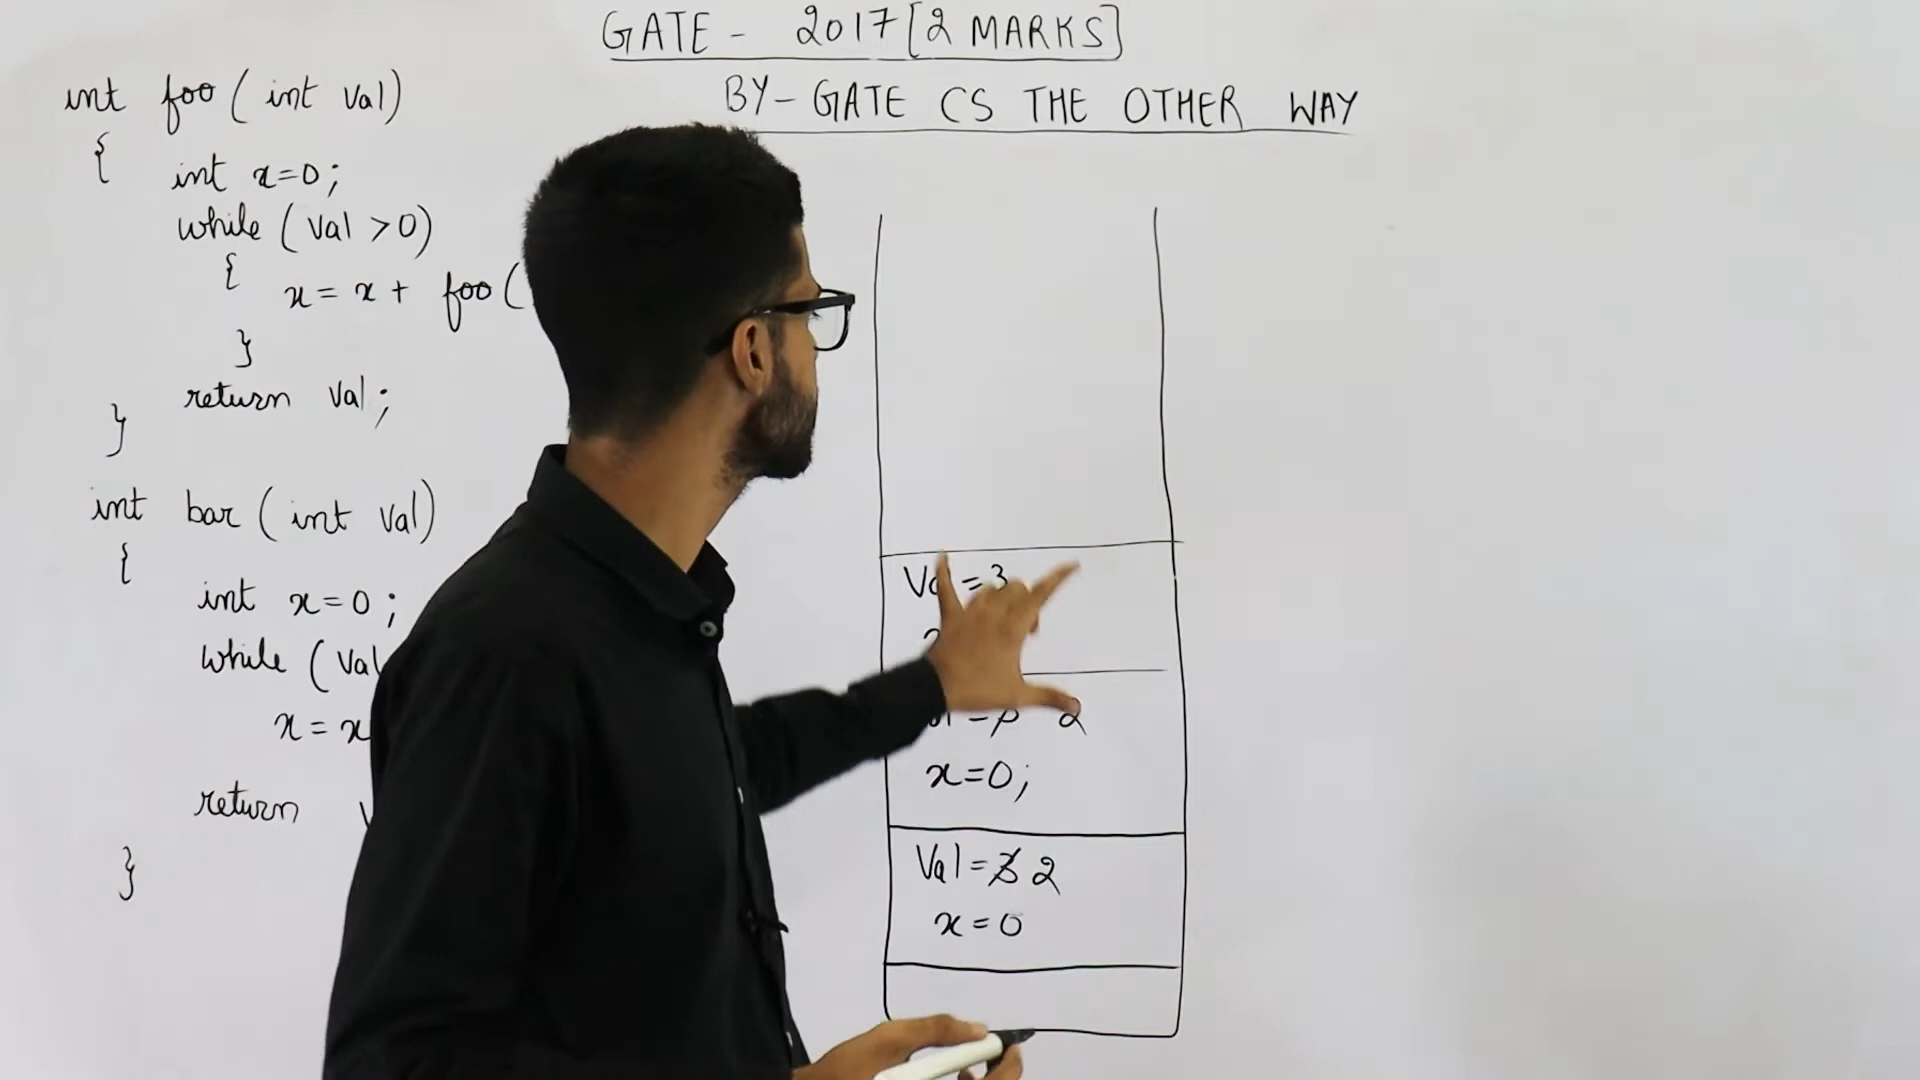 GATE - 2017 [2 MARKS]
BY - GATE CS THE OTHER WAY
int foo ( int val)
{
int x=0;
while ( val >0)
{
x= x + foo (
}
return val;
}
int bar ( int val)
{
int x=0;
while ( val
x= x
return
}
Val =3
2
x=0;
Val=3 2
x=0